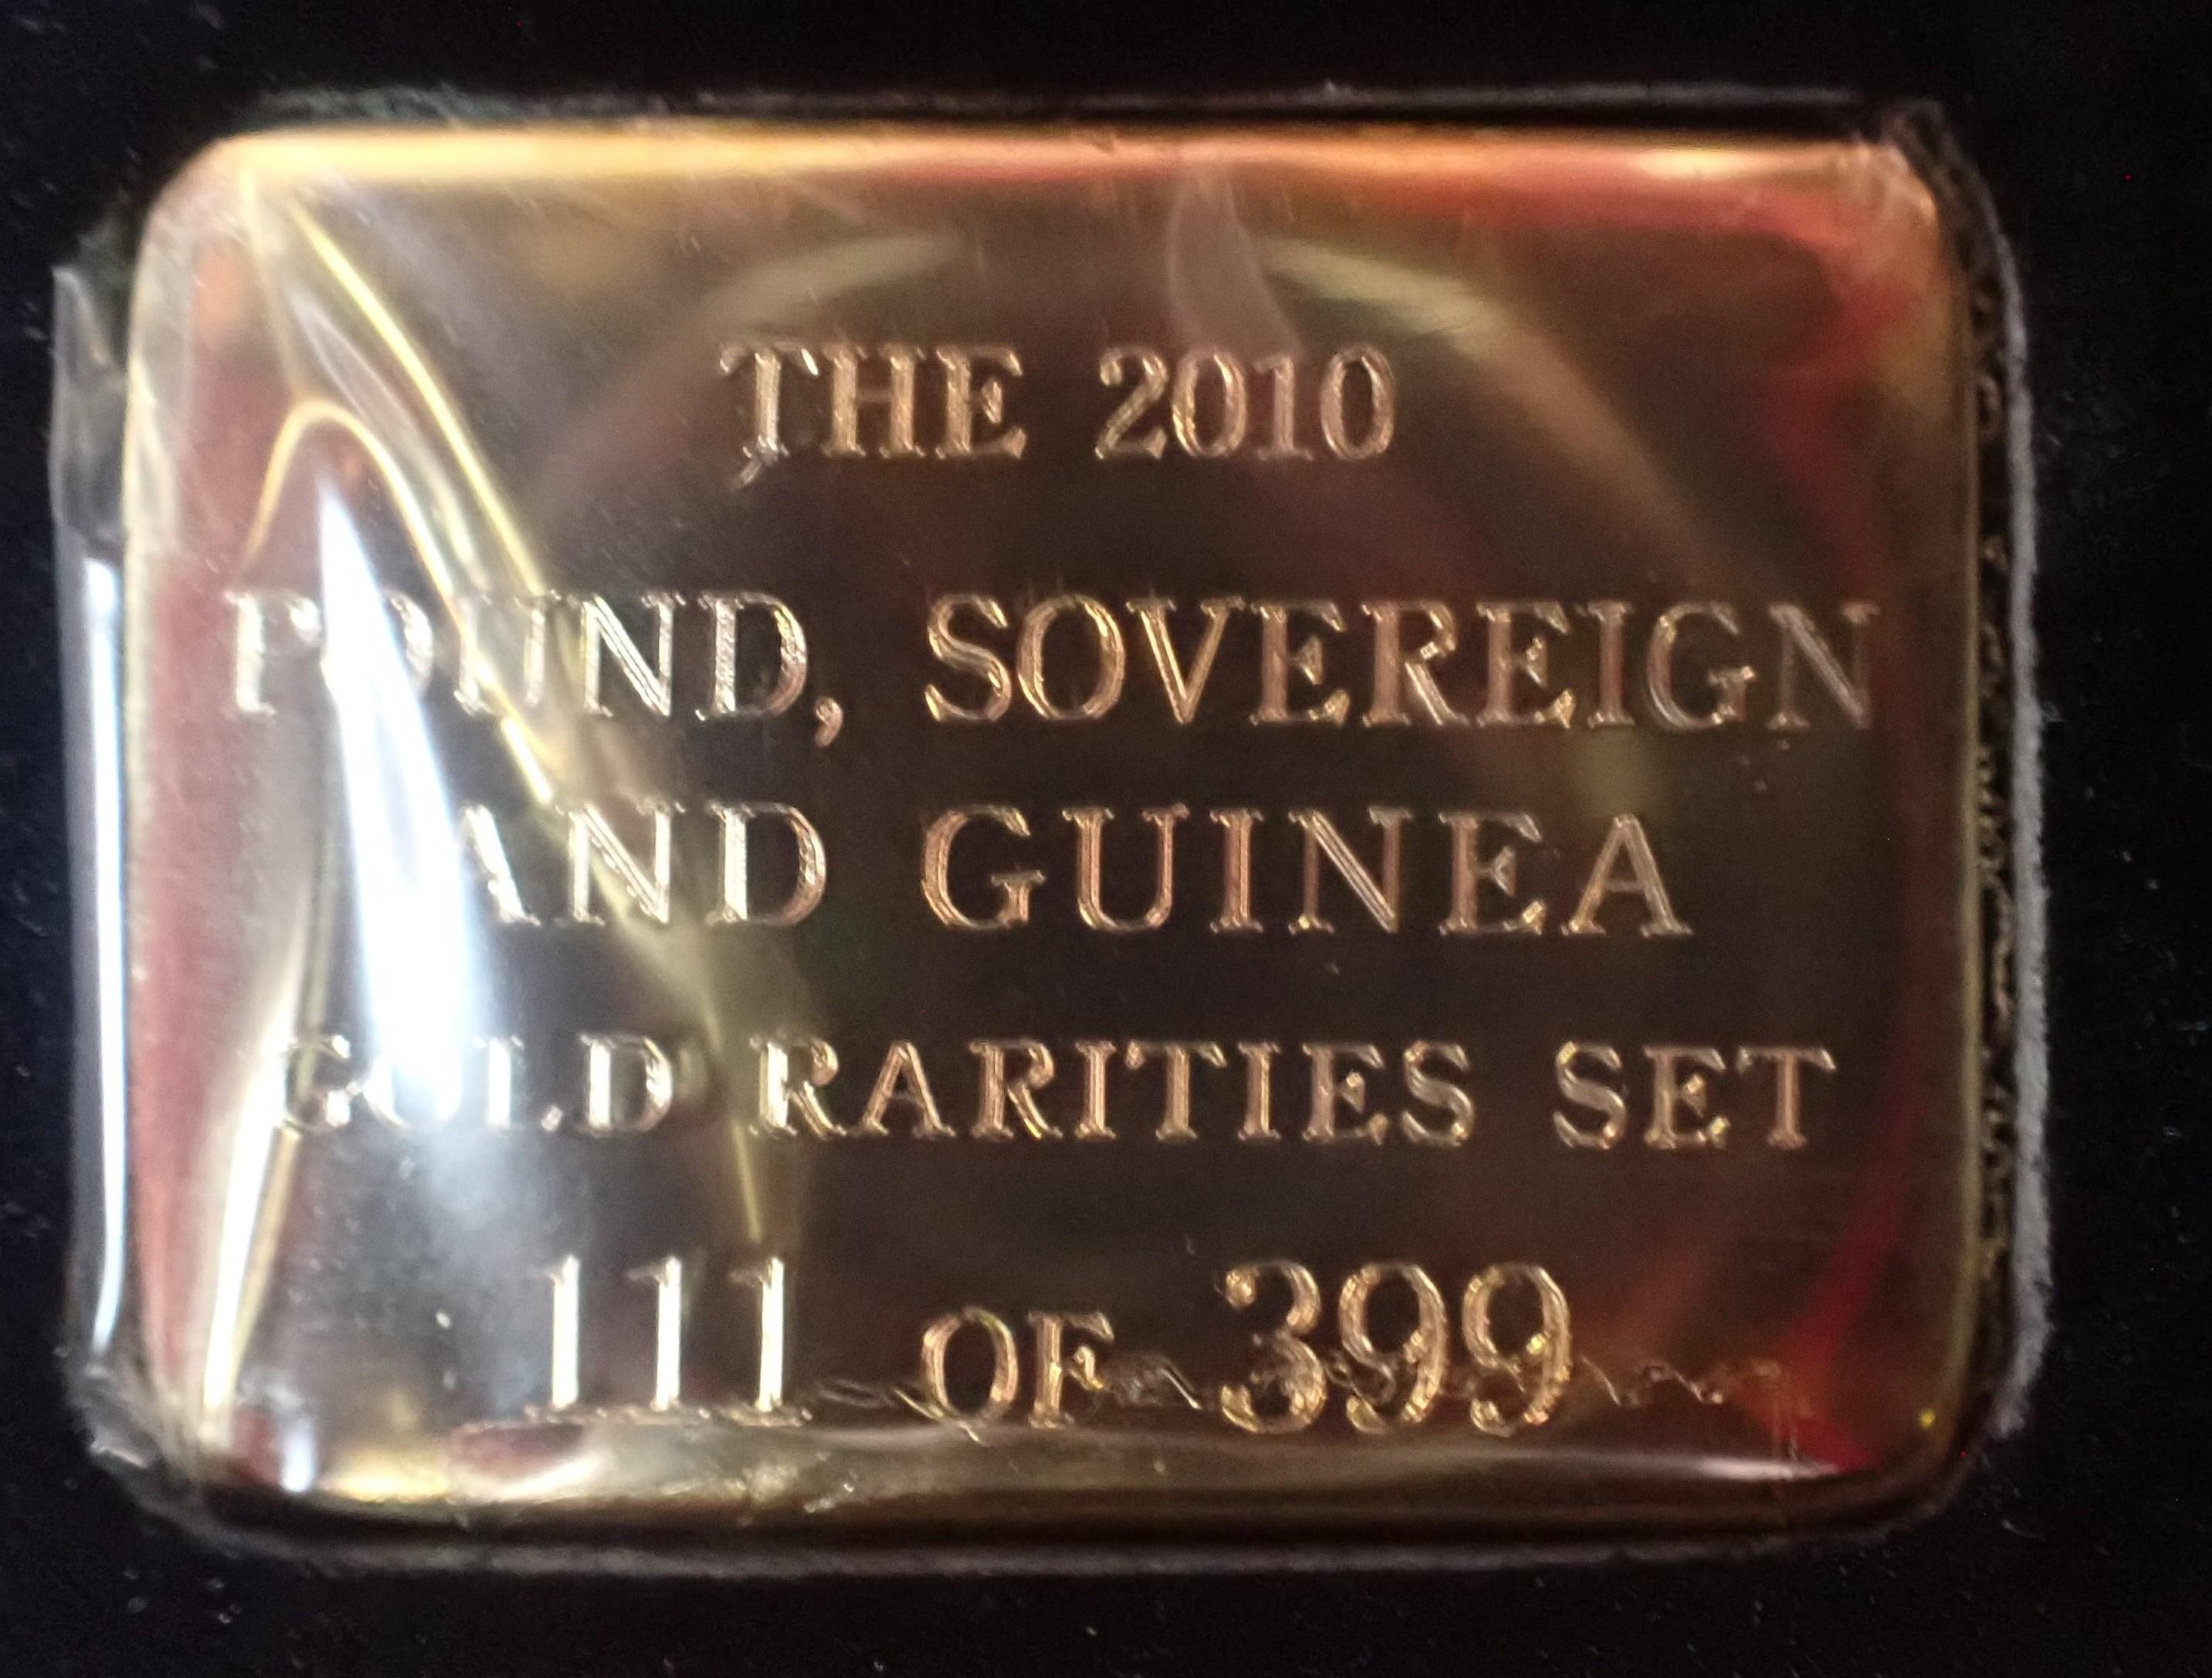 THE 2010
POUND, SOVEREIGN
AND GUINEA
GOLD RARITIES SET
111 OF 399